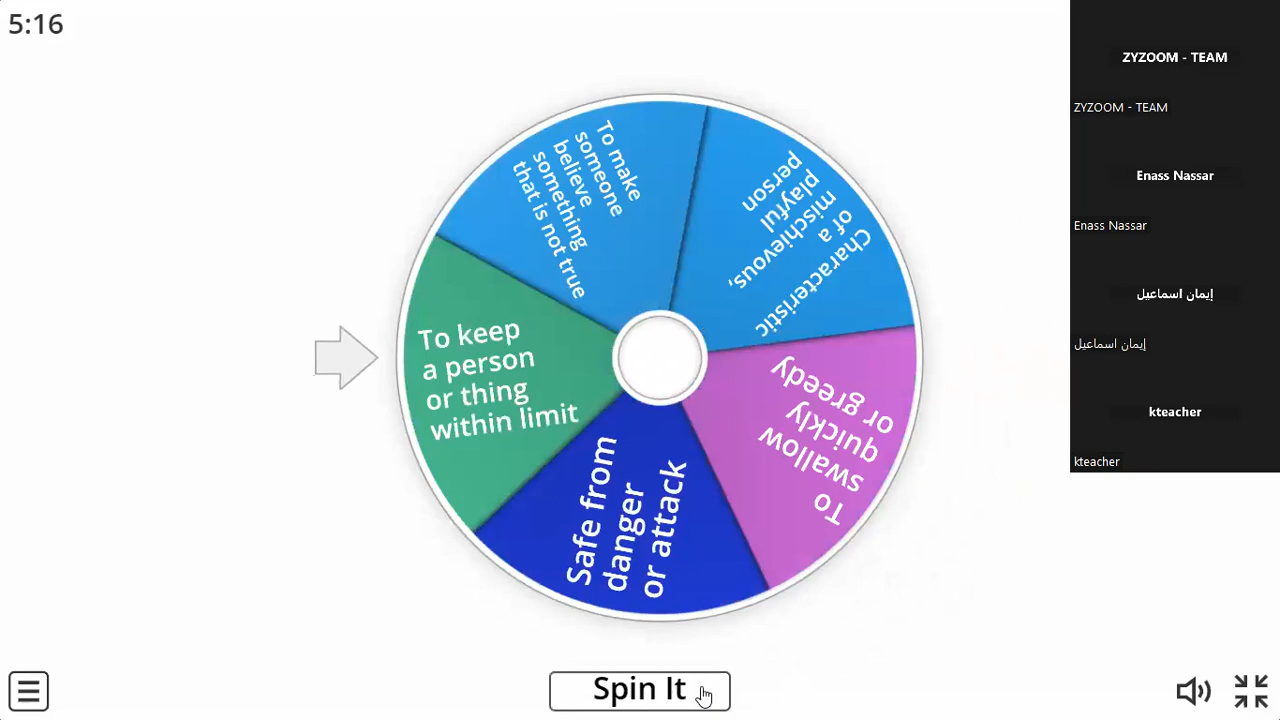 5:16
To make
someone
believe
something
that is not true
Characteristic
of a
mischievous,
playful
person
To keep
a person
or thing
within limit
Safe from
danger
or attack
To
swallow
quickly
or greedy
Spin It
ZYZOOM - TEAM
ZYZOOM - TEAM
Enass Nassar
Enass Nassar
إيمان اسماعيل
إيمان اسماعيل
kteacher
kteacher